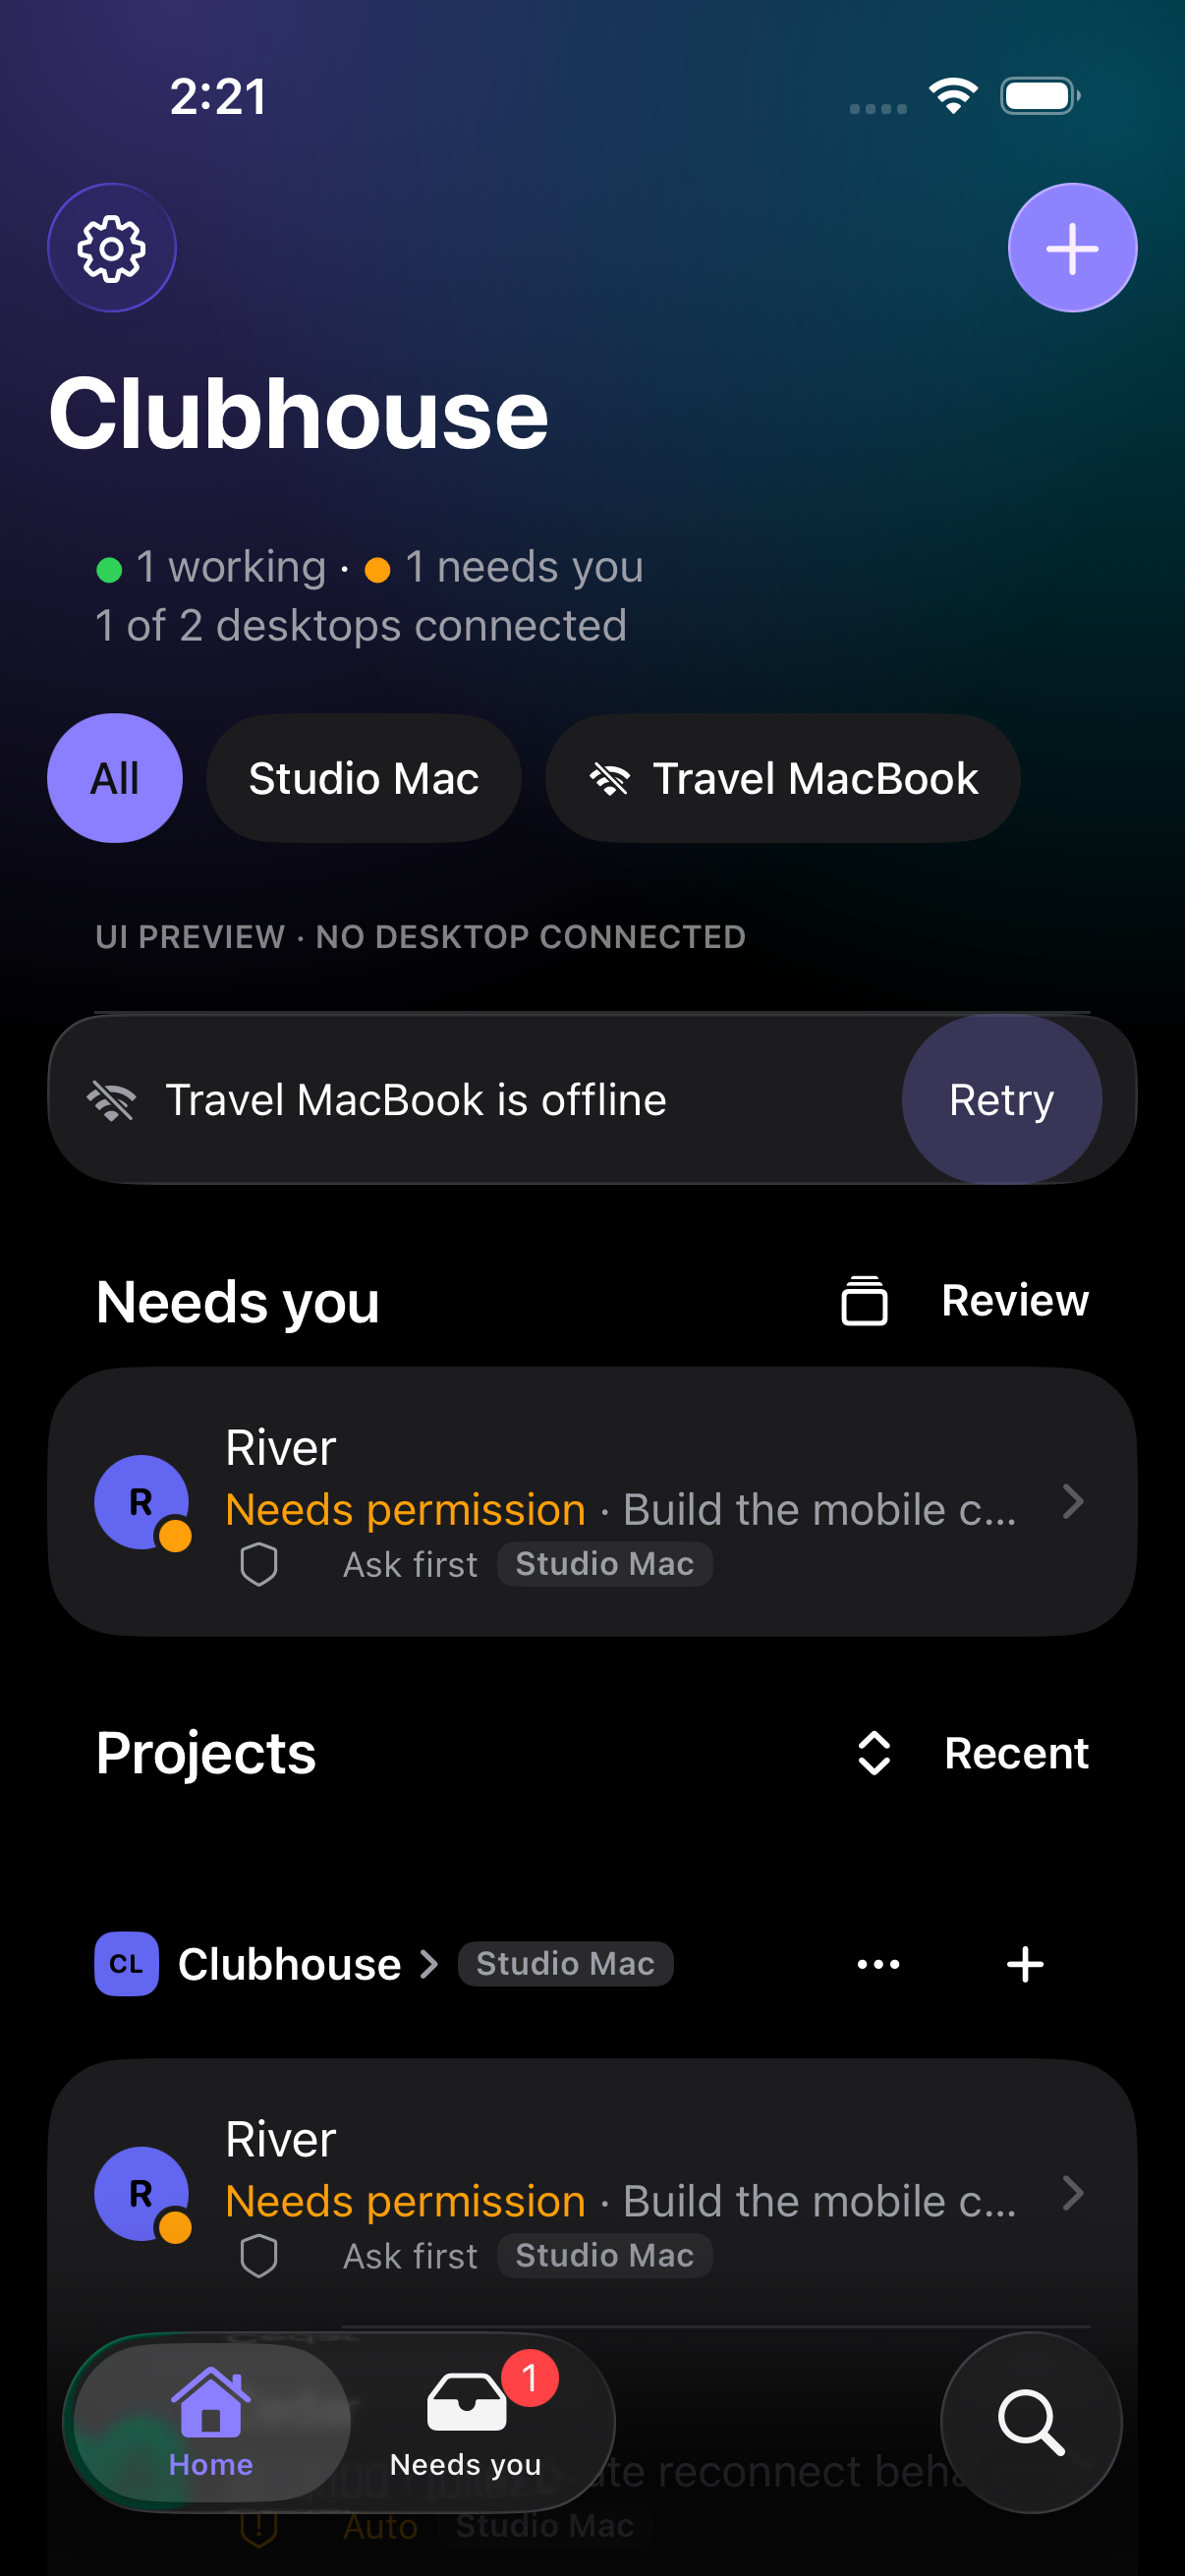 2:21
Clubhouse
1 working · 1 needs you
1 of 2 desktops connected
All
Studio Mac
Travel MacBook
UI PREVIEW · NO DESKTOP CONNECTED
Travel MacBook is offline
Retry
Needs you
Review
R
River
Needs permission · Build the mobile c...
Ask first
Studio Mac
Projects
Recent
CL
Clubhouse
Studio Mac
R
River
Needs permission · Build the mobile c...
Ask first
Studio Mac
1
Home
Needs you
reconnect
Auto
Studio Mac